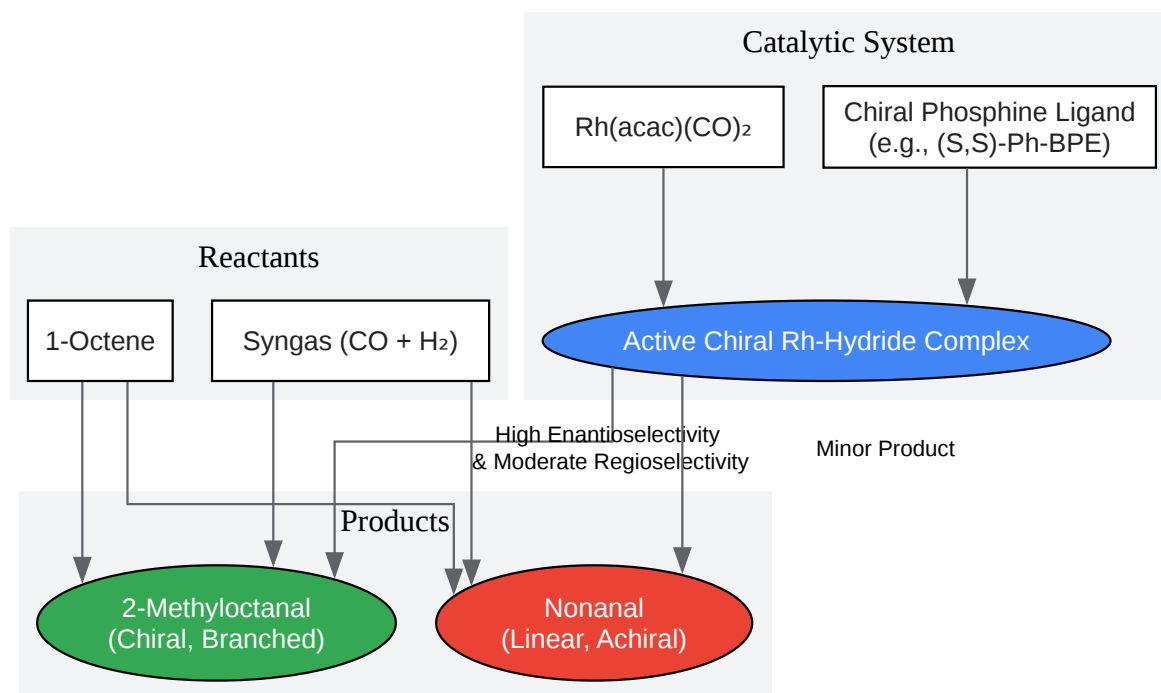 Catalytic System
Rh(acac)(CO)₂
Chiral Phosphine Ligand
(e.g., (S,S)-Ph-BPE)
Reactants
1-Octene
Syngas (CO + H₂)
Active Chiral Rh-Hydride Complex
High Enantioselectivity
& Moderate Regioselectivity
Minor Product
Products
2-Methyloctanal
(Chiral, Branched)
Nonanal
(Linear, Achiral)